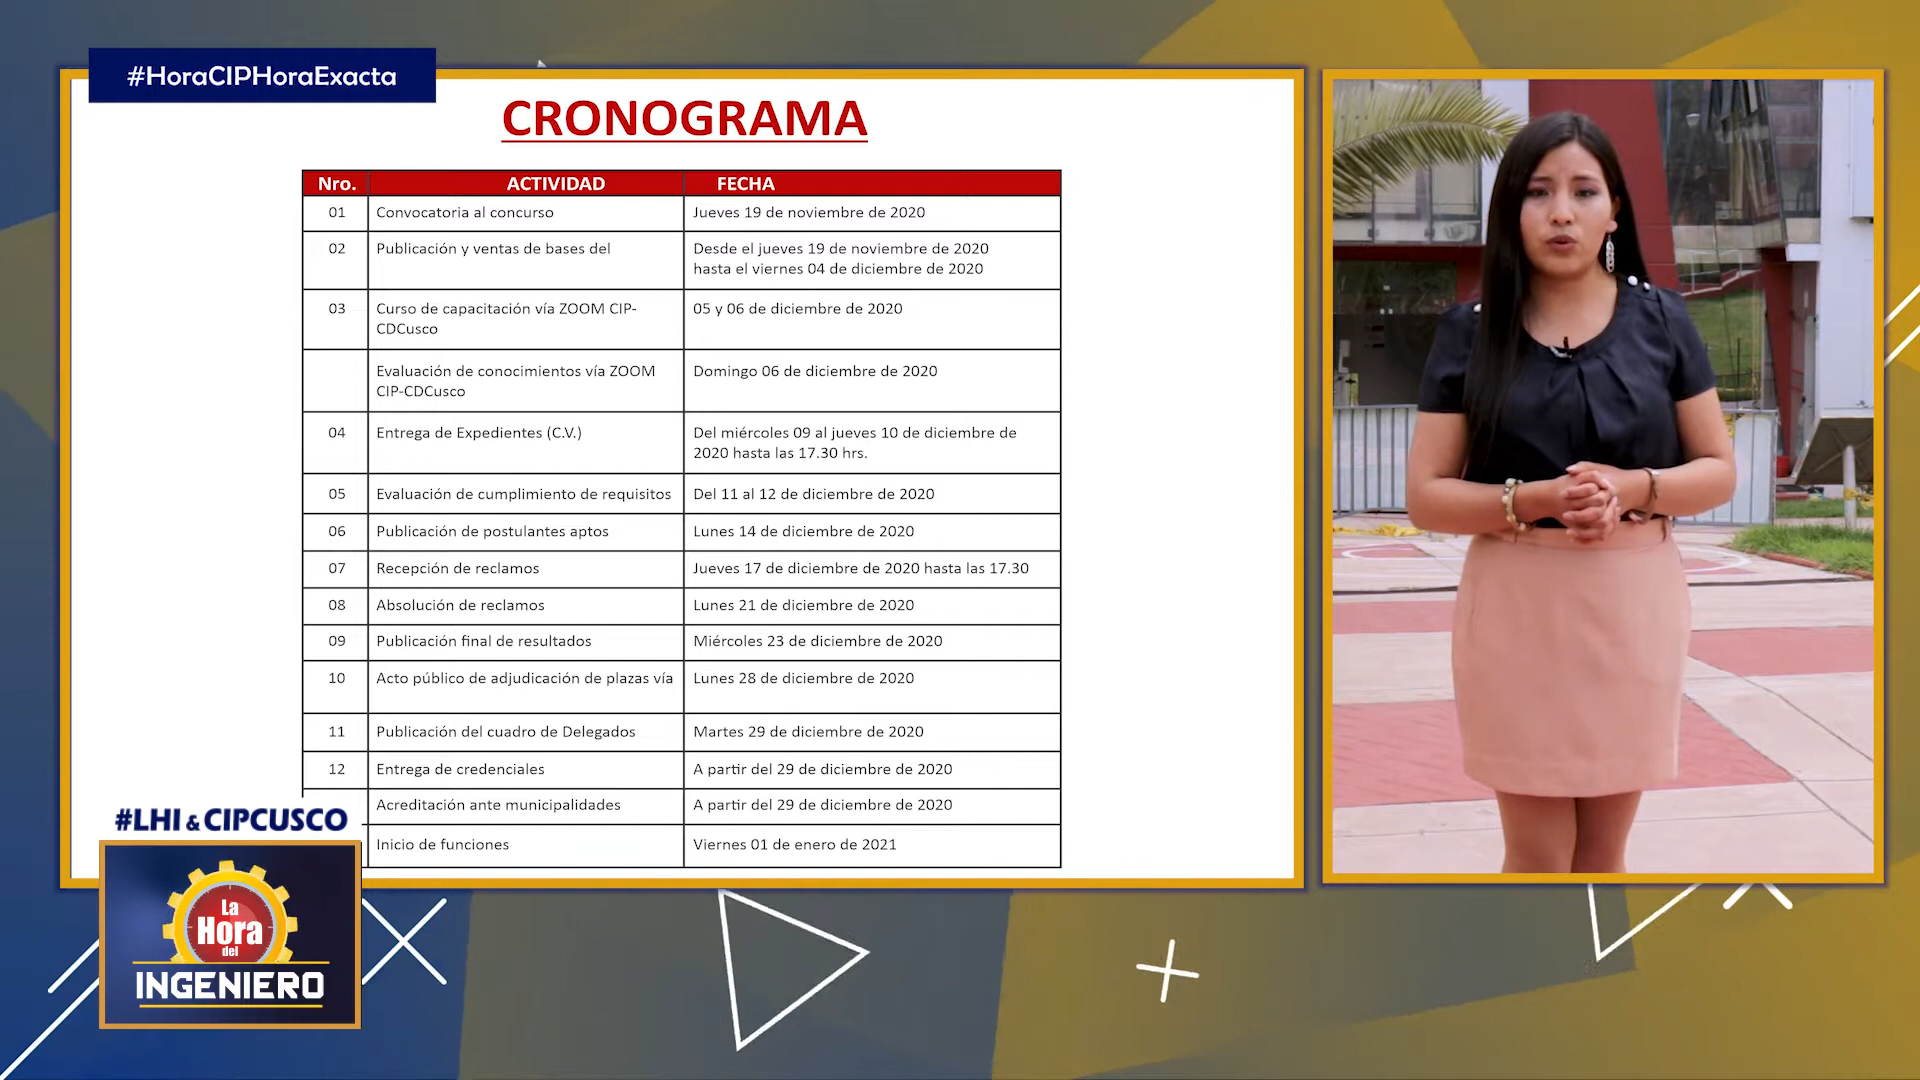 #HoraCIPHoraExacta
CRONOGRAMA
Nro. ACTIVIDAD FECHA
01 Convocatoria al concurso Jueves 19 de noviembre de 2020
02 Publicación y ventas de bases del Desde el jueves 19 de noviembre de 2020
hasta el viernes 04 de diciembre de 2020
03 Curso de capacitación vía ZOOM CIP- 05 y 06 de diciembre de 2020
CDCusco
Evaluación de conocimientos vía ZOOM Domingo 06 de diciembre de 2020
CIP-CDCusco
04 Entrega de Expedientes (C.V.) Del miércoles 09 al jueves 10 de diciembre de
2020 hasta las 17.30 hrs.
05 Evaluación de cumplimiento de requisitos Del 11 al 12 de diciembre de 2020
06 Publicación de postulantes aptos Lunes 14 de diciembre de 2020
07 Recepción de reclamos Jueves 17 de diciembre de 2020 hasta las 17.30
08 Absolución de reclamos Lunes 21 de diciembre de 2020
09 Publicación final de resultados Miércoles 23 de diciembre de 2020
10 Acto público de adjudicación de plazas vía Lunes 28 de diciembre de 2020
11 Publicación del cuadro de Delegados Martes 29 de diciembre de 2020
12 Entrega de credenciales A partir del 29 de diciembre de 2020
Acreditación ante municipalidades A partir del 29 de diciembre de 2020
Inicio de funciones Viernes 01 de enero de 2021
#LHI & CIPCUSCO
La
Hora
del
INGENIERO